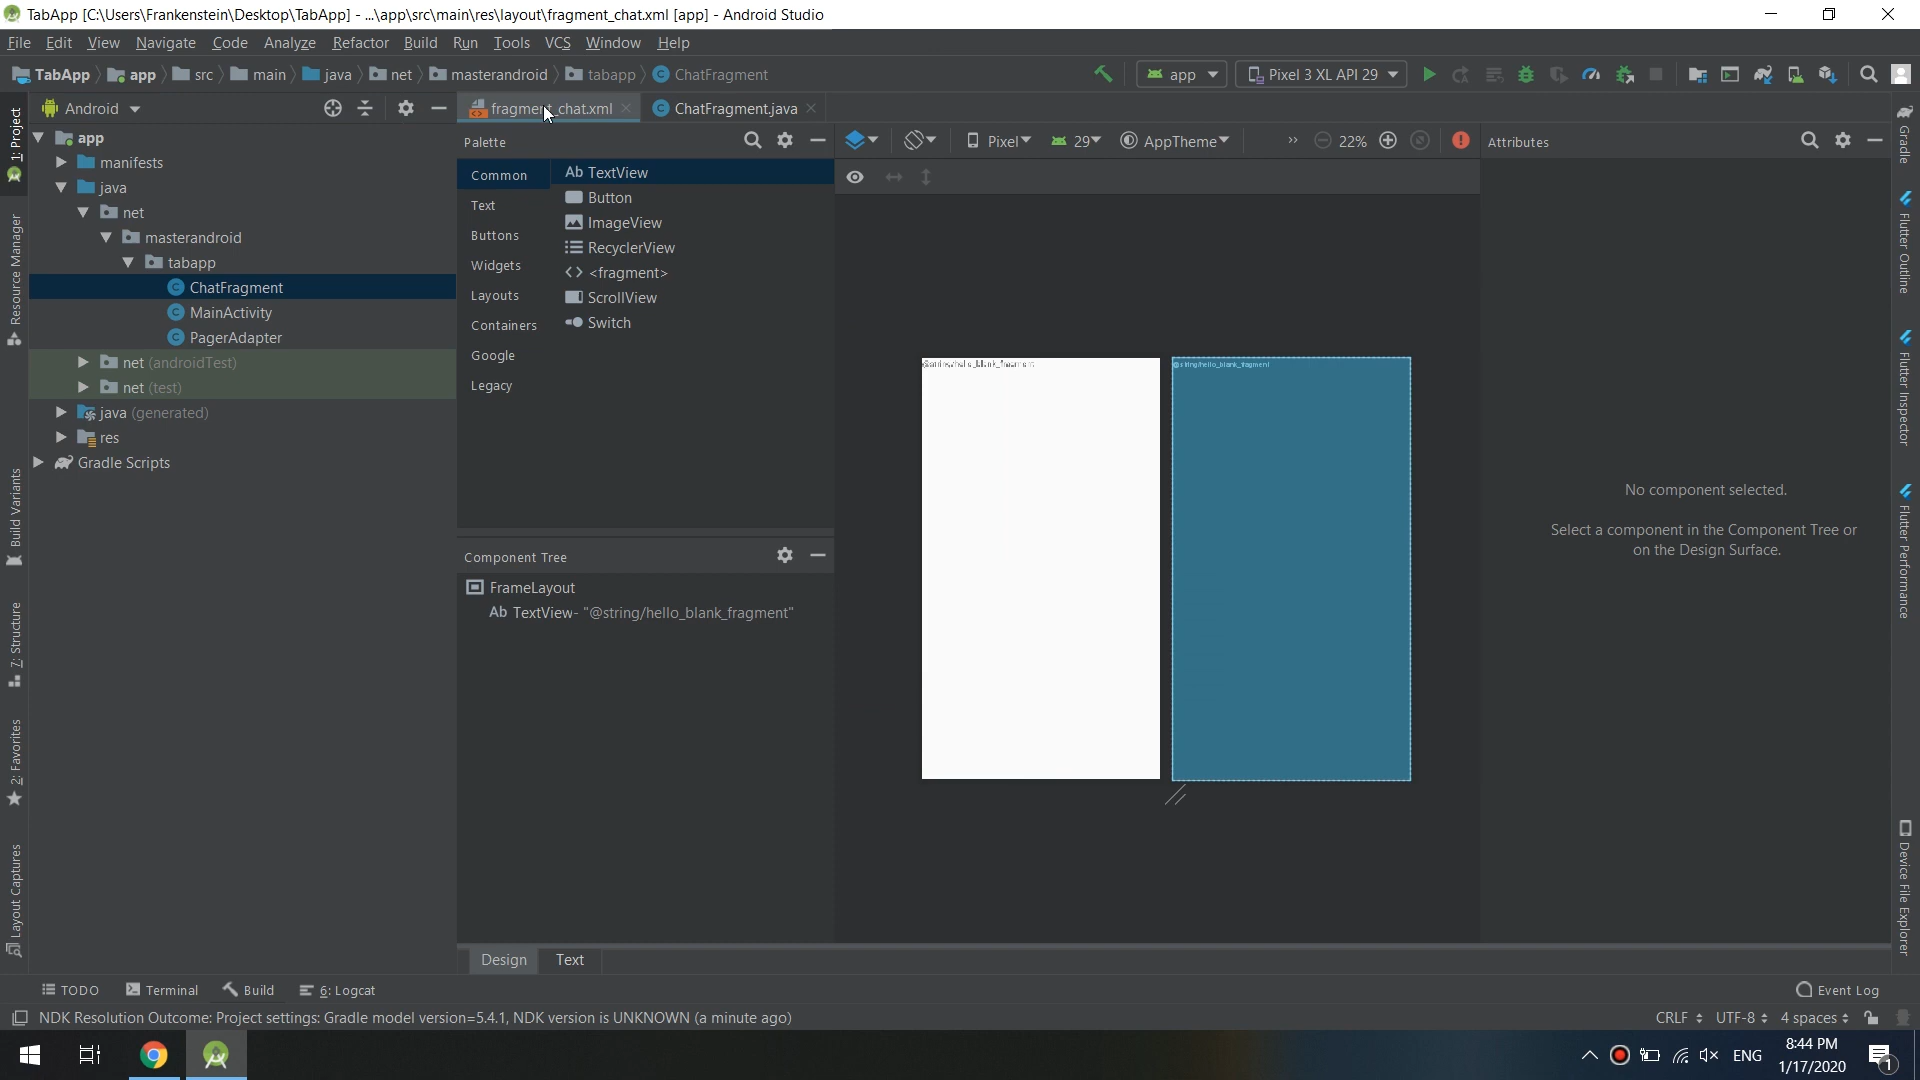 TabApp [C:\Users\Frankenstein\Desktop\TabApp] - ...\app\src\main\res\layout\fragment_chat.xml [app] - Android Studio
File Edit View Navigate Code Analyze Refactor Build Run Tools VCS Window Help
TabApp app src main java net masterandroid tabapp ChatFragment
app Pixel 3 XL API 29
Android
fragment_chat.xml
ChatFragment.java
Palette
Pixel 29 AppTheme
22%
Attributes
app
manifests
java
net
masterandroid
tabapp
ChatFragment
MainActivity
PagerAdapter
net (androidTest)
net (test)
java (generated)
res
Gradle Scripts
Common
Text
Buttons
Widgets
Layouts
Containers
Google
Legacy
Ab TextView
Button
ImageView
RecyclerView
<fragment>
ScrollView
Switch
@string/hello_blank_fragment
No component selected.
Select a component in the Component Tree or
on the Design Surface.
Component Tree
FrameLayout
Ab TextView- "@string/hello_blank_fragment"
Design Text
1: Project
Resource Manager
Build Variants
7: Structure
2: Favorites
Layout Captures
Gradle
Flutter Outline
Flutter Inspector
Flutter Performance
Device File Explorer
TODO Terminal Build 6: Logcat
Event Log
NDK Resolution Outcome: Project settings: Gradle model version=5.4.1, NDK version is UNKNOWN (a minute ago)
CRLF UTF-8 4 spaces
ENG
8:44 PM
1/17/2020
1